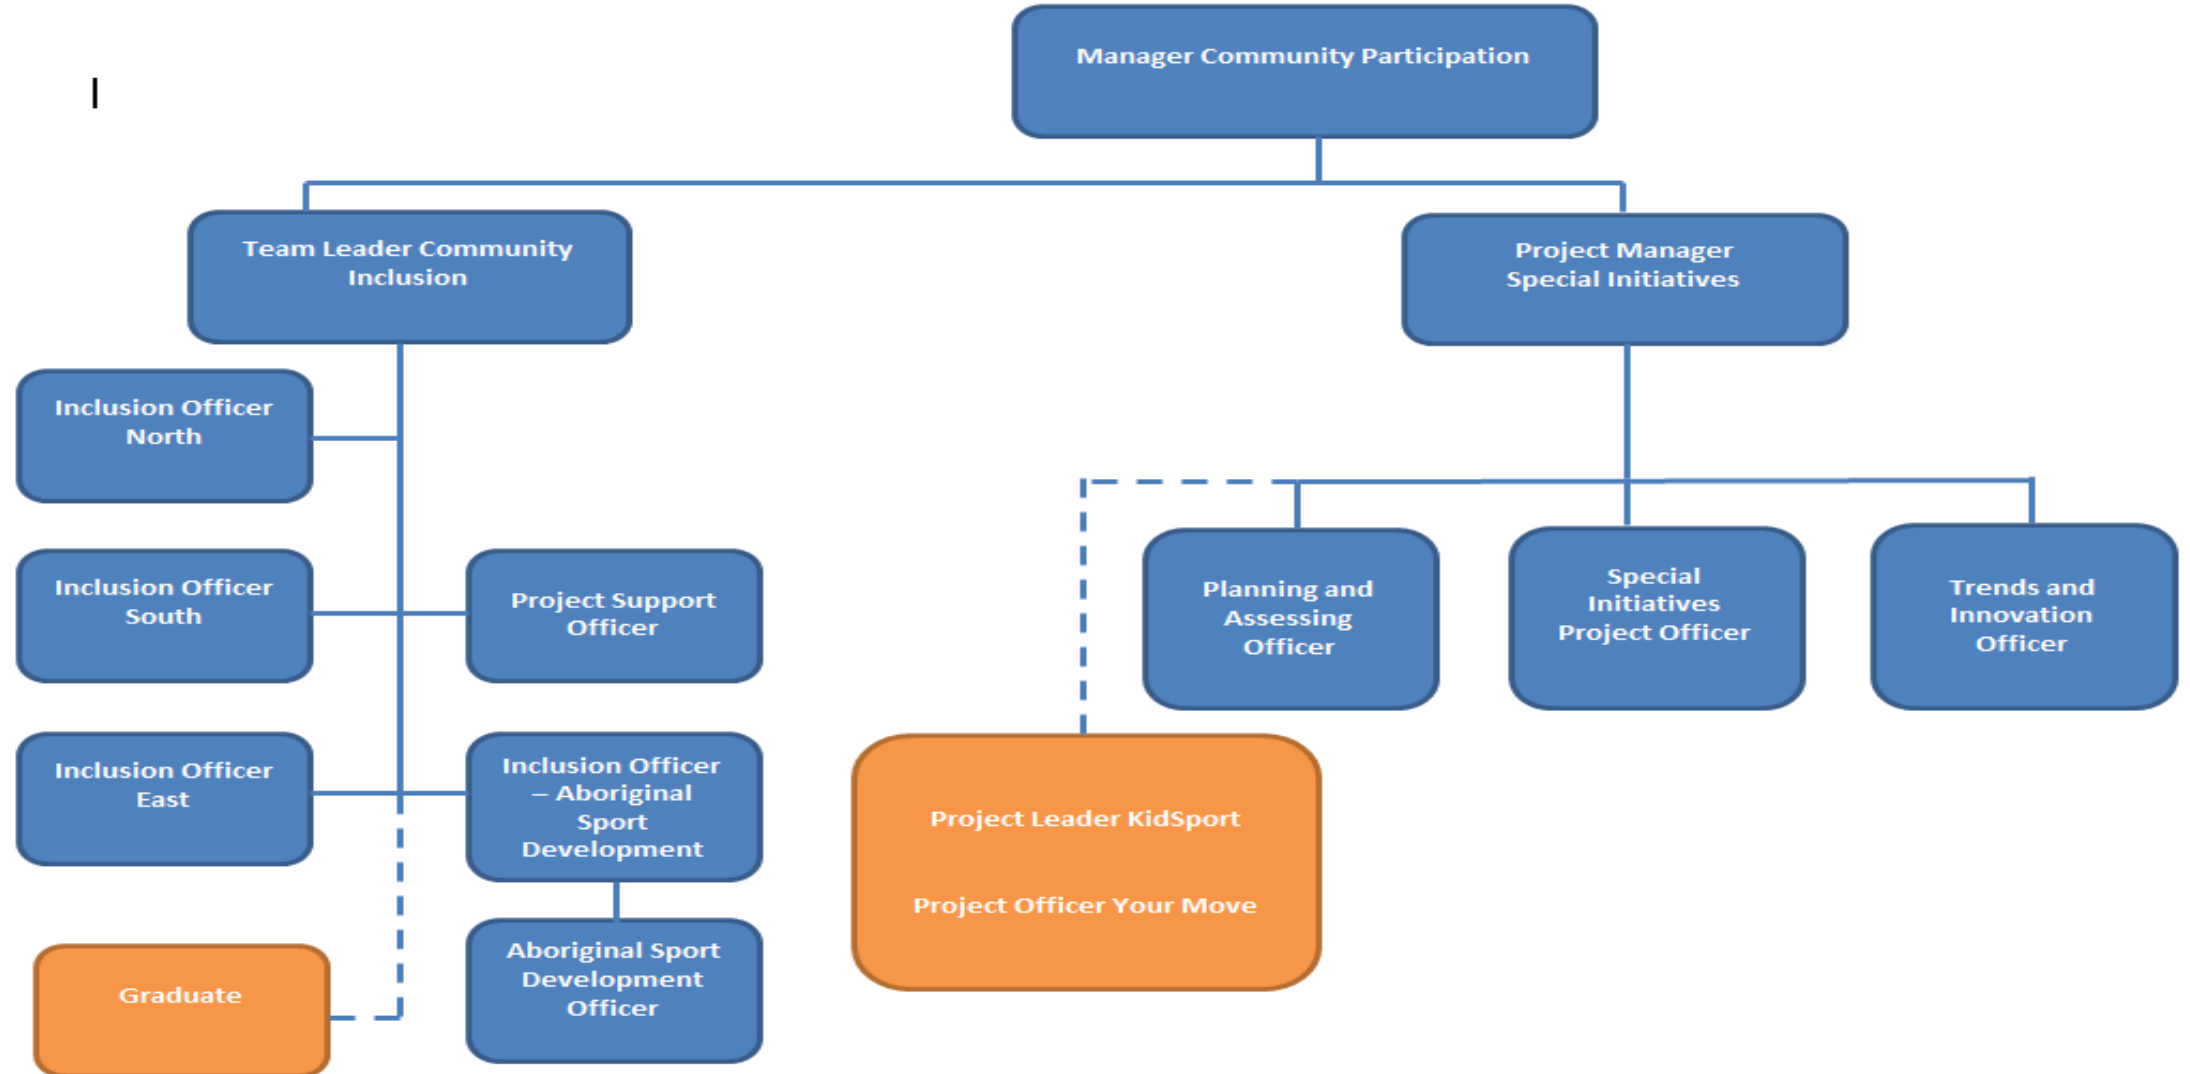 Manager Community Participation
Team Leader Community
Inclusion
Project Manager
Special Initiatives
Inclusion Officer
North
Inclusion Officer
South
Project Support
Officer
Inclusion Officer
East
Inclusion Officer
– Aboriginal
Sport
Development
Graduate
Aboriginal Sport
Development
Officer
Planning and
Assessing
Officer
Special
Initiatives
Project Officer
Trends and
Innovation
Officer
Project Leader KidSport
Project Officer Your Move